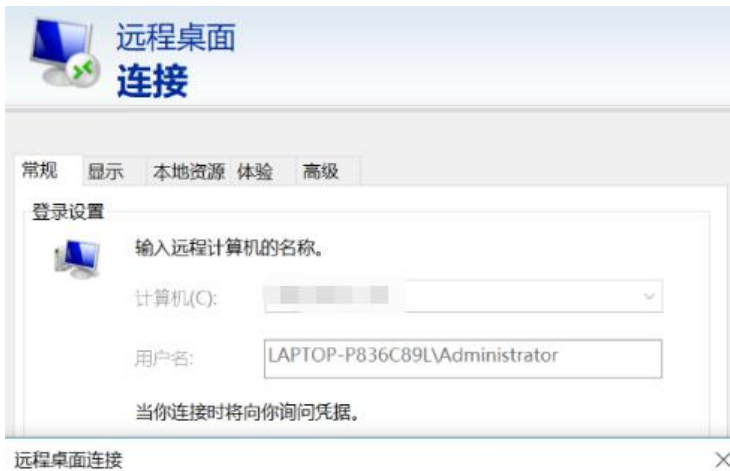 远程桌面
连接
常规 显示 本地资源 体验 高级
登录设置
输入远程计算机的名称。
计算机(C):
用户名: LAPTOP-P836C89L\Administrator
当你连接时将向你询问凭据。
远程桌面连接